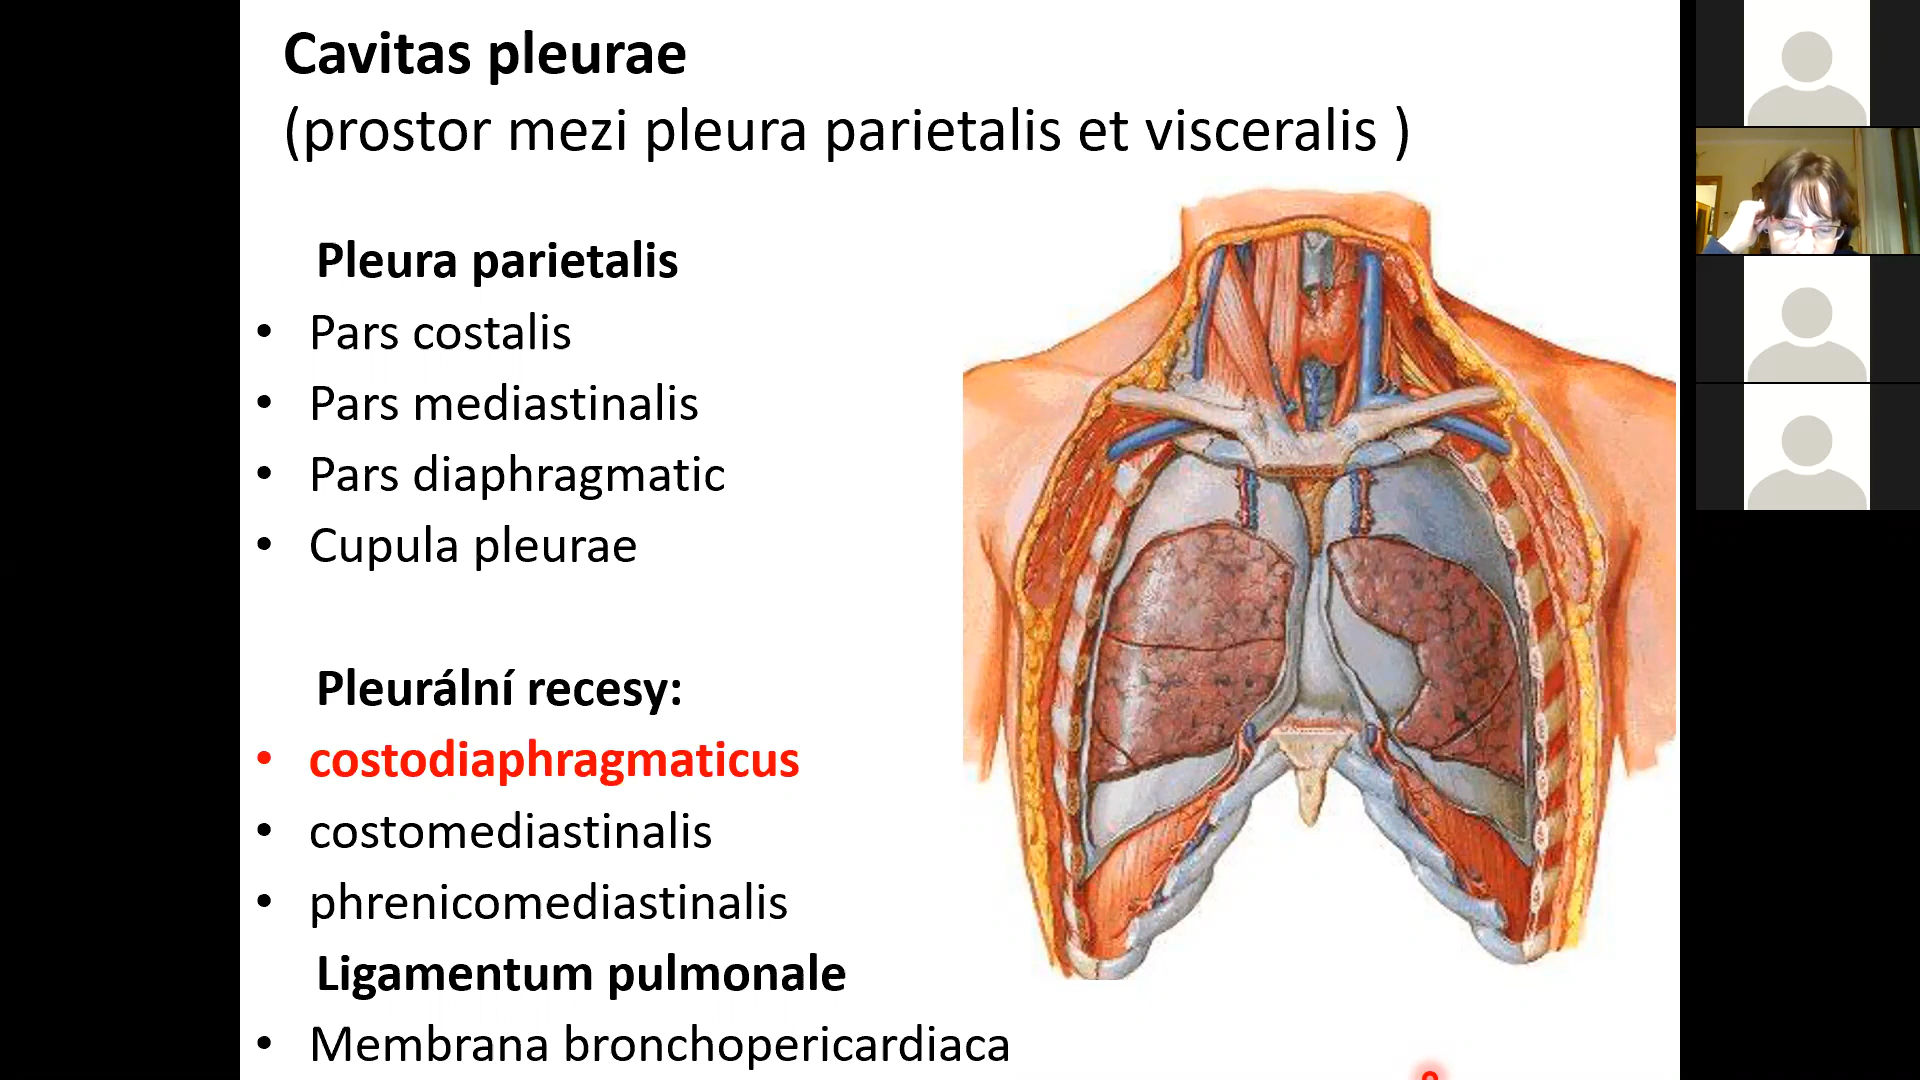 Cavitas pleurae
(prostor mezi pleura parietalis et visceralis )
Pleura parietalis
• Pars costalis
• Pars mediastinalis
• Pars diaphragmatic
• Cupula pleurae
Pleurální recesy:
• costodiaphragmaticus
• costomediastinalis
• phrenicomediastinalis
Ligamentum pulmonale
• Membrana bronchopericardiaca